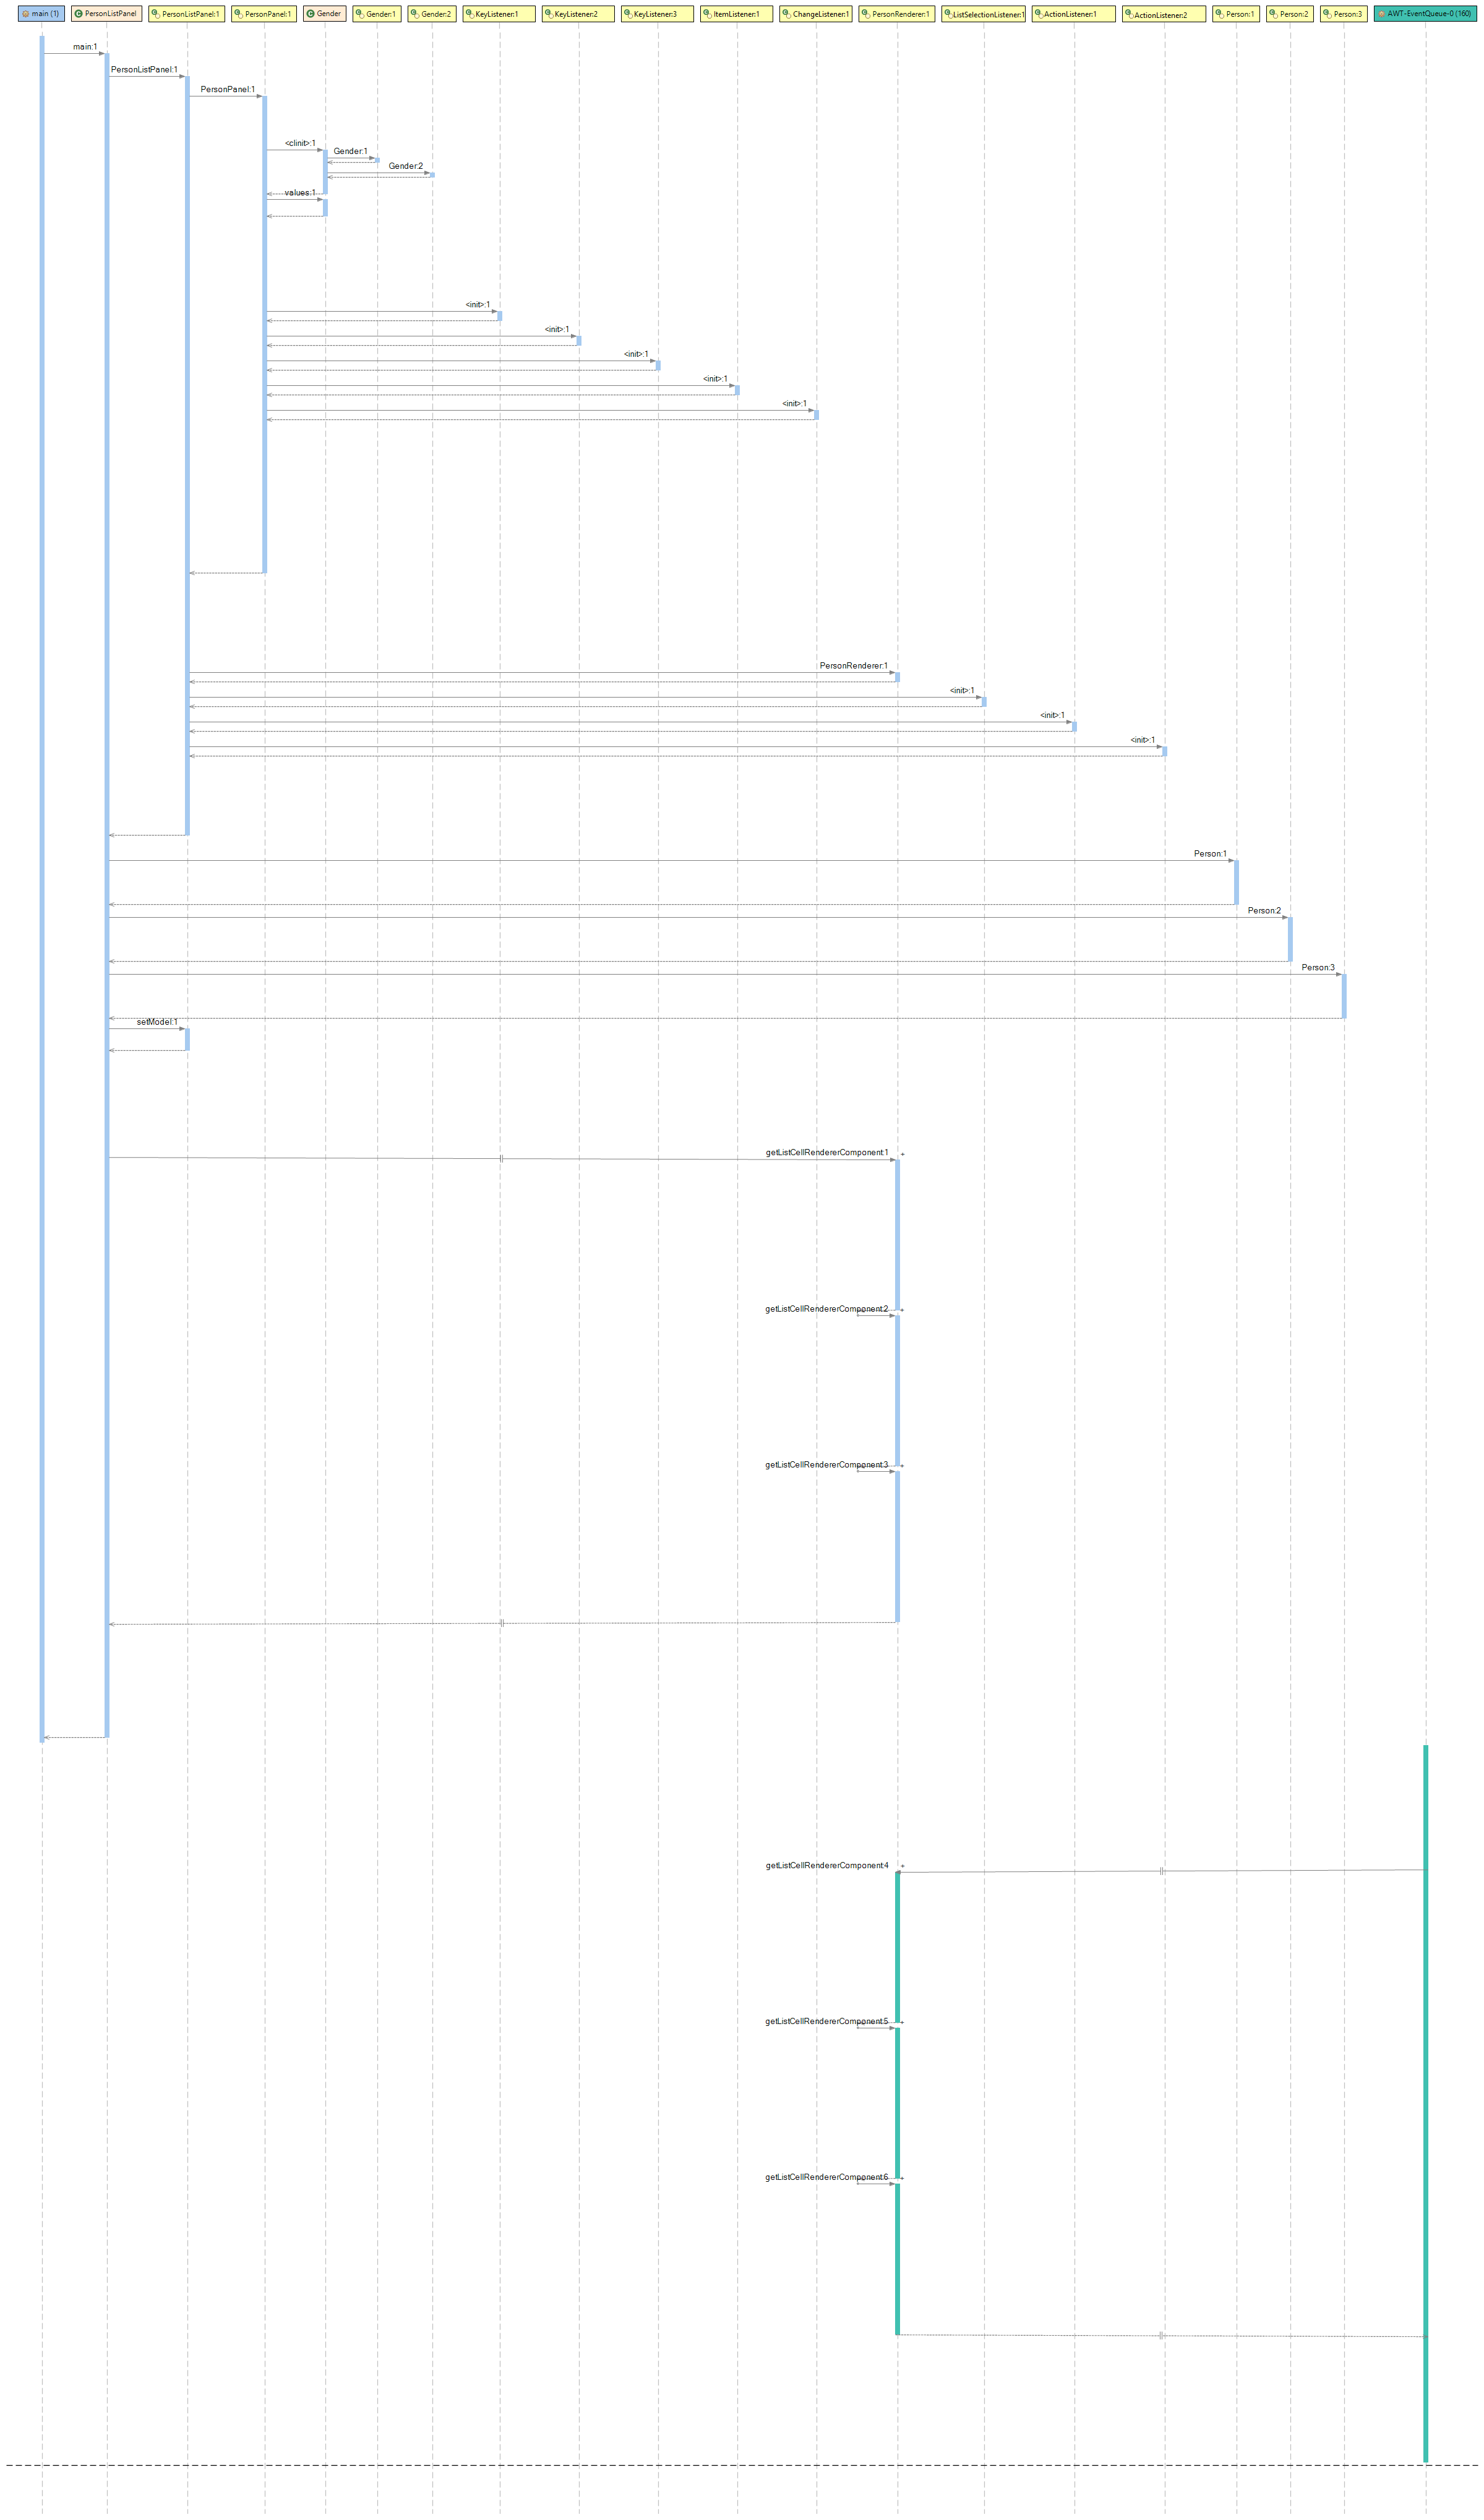 main (1) PersonListPanel PersonListPanel:1 PersonPanel:1 Gender Gender:1 Gender:2 KeyListener:1 KeyListener:2 KeyListener:3 ItemListener:1 ChangeListener:1 PersonRenderer:1 ListSelectionListener:1 ActionListener:1 ActionListener:2 Person:1 Person:2 Person:3 AWT-EventQueue-0 (160)
main:1
PersonListPanel:1
PersonPanel:1
<clinit>:1
Gender:1
Gender:2
values:1
<init>:1
<init>:1
<init>:1
<init>:1
<init>:1
PersonRenderer:1
<init>:1
<init>:1
<init>:1
Person:1
Person:2
Person:3
setModel:1
getListCellRendererComponent:1 +
getListCellRendererComponent:2 +
getListCellRendererComponent:3 +
getListCellRendererComponent:4 +
getListCellRendererComponent:5 +
getListCellRendererComponent:6 +